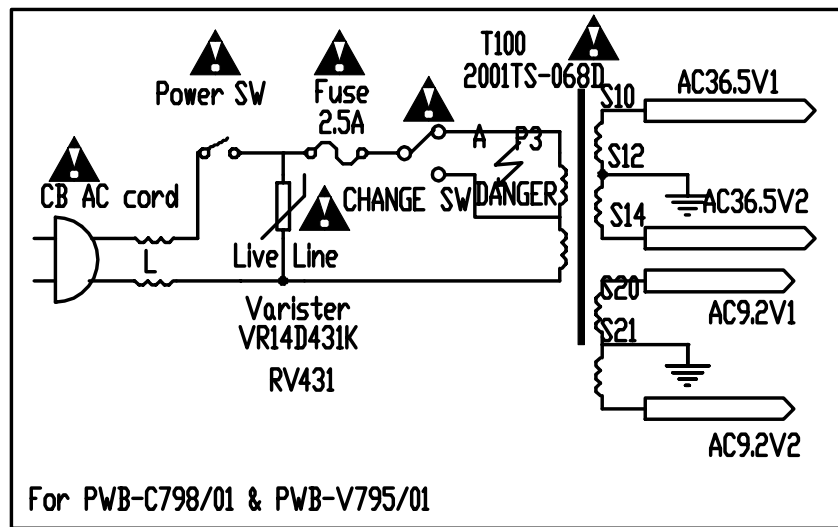 T100
2001TS-068D
Power SW
Fuse
2.5A
S10
AC36.5V1
A
P3
S12
CB AC cord
CHANGE SW
DANGER
S14
AC36.5V2
L
Live Line
S20
AC9.2V1
Varister
VR14D431K
S21
RV431
AC9.2V2
For PWB-C798/01 & PWB-V795/01